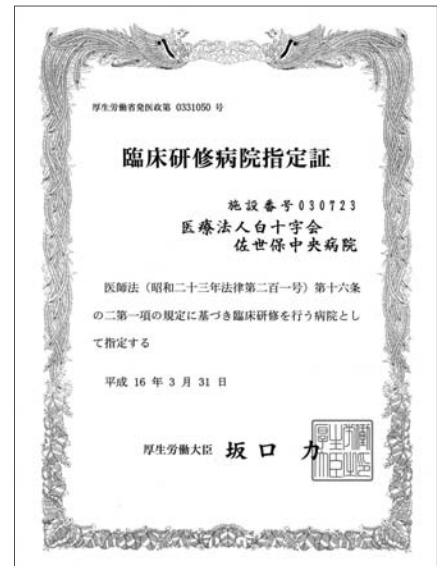 厚生労働省発医政第 0331050 号
臨床研修病院指定証
施設番号030723
医療法人白十字会
佐世保中央病院
医師法（昭和二十三年法律第二百一号）第十六条
の二第一項の規定に基づき臨床研修を行う病院とし
て指定する
平成 16 年 3 月 31 日
厚生労働大臣 坂口 力